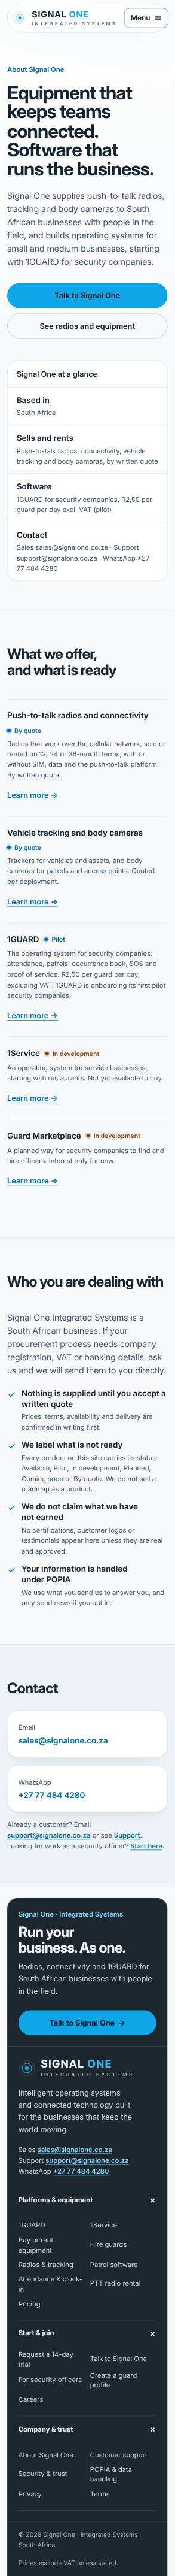 SIGNAL ONE
INTEGRATED SYSTEMS
Menu
About Signal One
Equipment that
keeps teams
connected.
Software that
runs the business.
Signal One supplies push-to-talk radios,
tracking and body cameras to South
African businesses with people in the
field, and builds operating systems for
small and medium businesses, starting
with 1GUARD for security companies.
Talk to Signal One
See radios and equipment
Signal One at a glance
Based in
South Africa
Sells and rents
Push-to-talk radios, connectivity, vehicle
tracking and body cameras, by written quote
Software
1GUARD for security companies, R2,50 per
guard per day excl. VAT (pilot)
Contact
Sales sales@signalone.co.za · Support
support@signalone.co.za · WhatsApp +27
77 484 4280
What we offer,
and what is ready
Push-to-talk radios and connectivity
By quote
Radios that work over the cellular network, sold or
rented on 12, 24 or 36-month terms, with or
without SIM, data and the push-to-talk platform.
By written quote.
Learn more →
Vehicle tracking and body cameras
By quote
Trackers for vehicles and assets, and body
cameras for patrols and access points. Quoted
per deployment.
Learn more →
1GUARD Pilot
The operating system for security companies:
attendance, patrols, occurrence book, SOS and
proof of service. R2,50 per guard per day,
excluding VAT. 1GUARD is onboarding its first pilot
security companies.
Learn more →
1Service In development
An operating system for service businesses,
starting with restaurants. Not yet available to buy.
Learn more →
Guard Marketplace In development
A planned way for security companies to find and
hire officers. Interest only for now.
Learn more →
Who you are dealing with
Signal One Integrated Systems is a
South African business. If your
procurement process needs company
registration, VAT or banking details, ask
us and we will send them to you directly.
Nothing is supplied until you accept a
written quote
Prices, terms, availability and delivery are
confirmed in writing first.
We label what is not ready
Every product on this site carries its status:
Available, Pilot, In development, Planned,
Coming soon or By quote. We do not sell a
roadmap as a product.
We do not claim what we have
not earned
No certifications, customer logos or
testimonials appear here unless they are real
and approved.
Your information is handled
under POPIA
We use what you send us to answer you, and
only send news if you opt in.
Contact
Email
sales@signalone.co.za
WhatsApp
+27 77 484 4280
Already a customer? Email
support@signalone.co.za or see Support.
Looking for work as a security officer? Start here.
Signal One · Integrated Systems
Run your
business. As one.
Radios, connectivity and 1GUARD for
South African businesses with people
in the field.
Talk to Signal One →
SIGNAL ONE
INTEGRATED SYSTEMS
Intelligent operating systems
and connected technology built
for the businesses that keep the
world moving.
Sales sales@signalone.co.za
Support support@signalone.co.za
WhatsApp +27 77 484 4280
Platforms & equipment
1GUARD
1Service
Buy or rent
equipment
Hire guards
Radios & tracking
Patrol software
Attendance & clock-
in
PTT radio rental
Pricing
Start & join
Request a 14-day
trial
Talk to Signal One
For security officers
Create a guard
profile
Careers
Company & trust
About Signal One
Customer support
Security & trust
POPIA & data
handling
Privacy
Terms
© 2026 Signal One · Integrated Systems ·
South Africa
Prices exclude VAT unless stated.